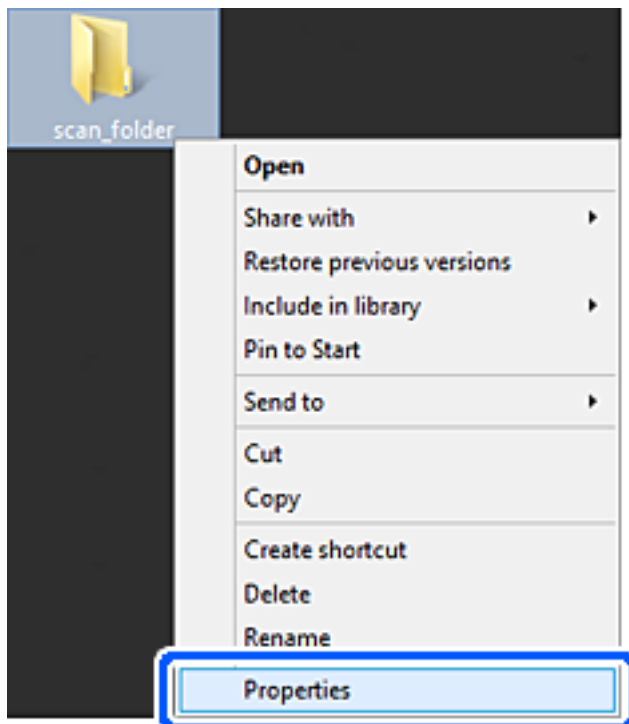 scan_folder
Open
Share with
Restore previous versions
Include in library
Pin to Start
Send to
Cut
Copy
Create shortcut
Delete
Rename
Properties